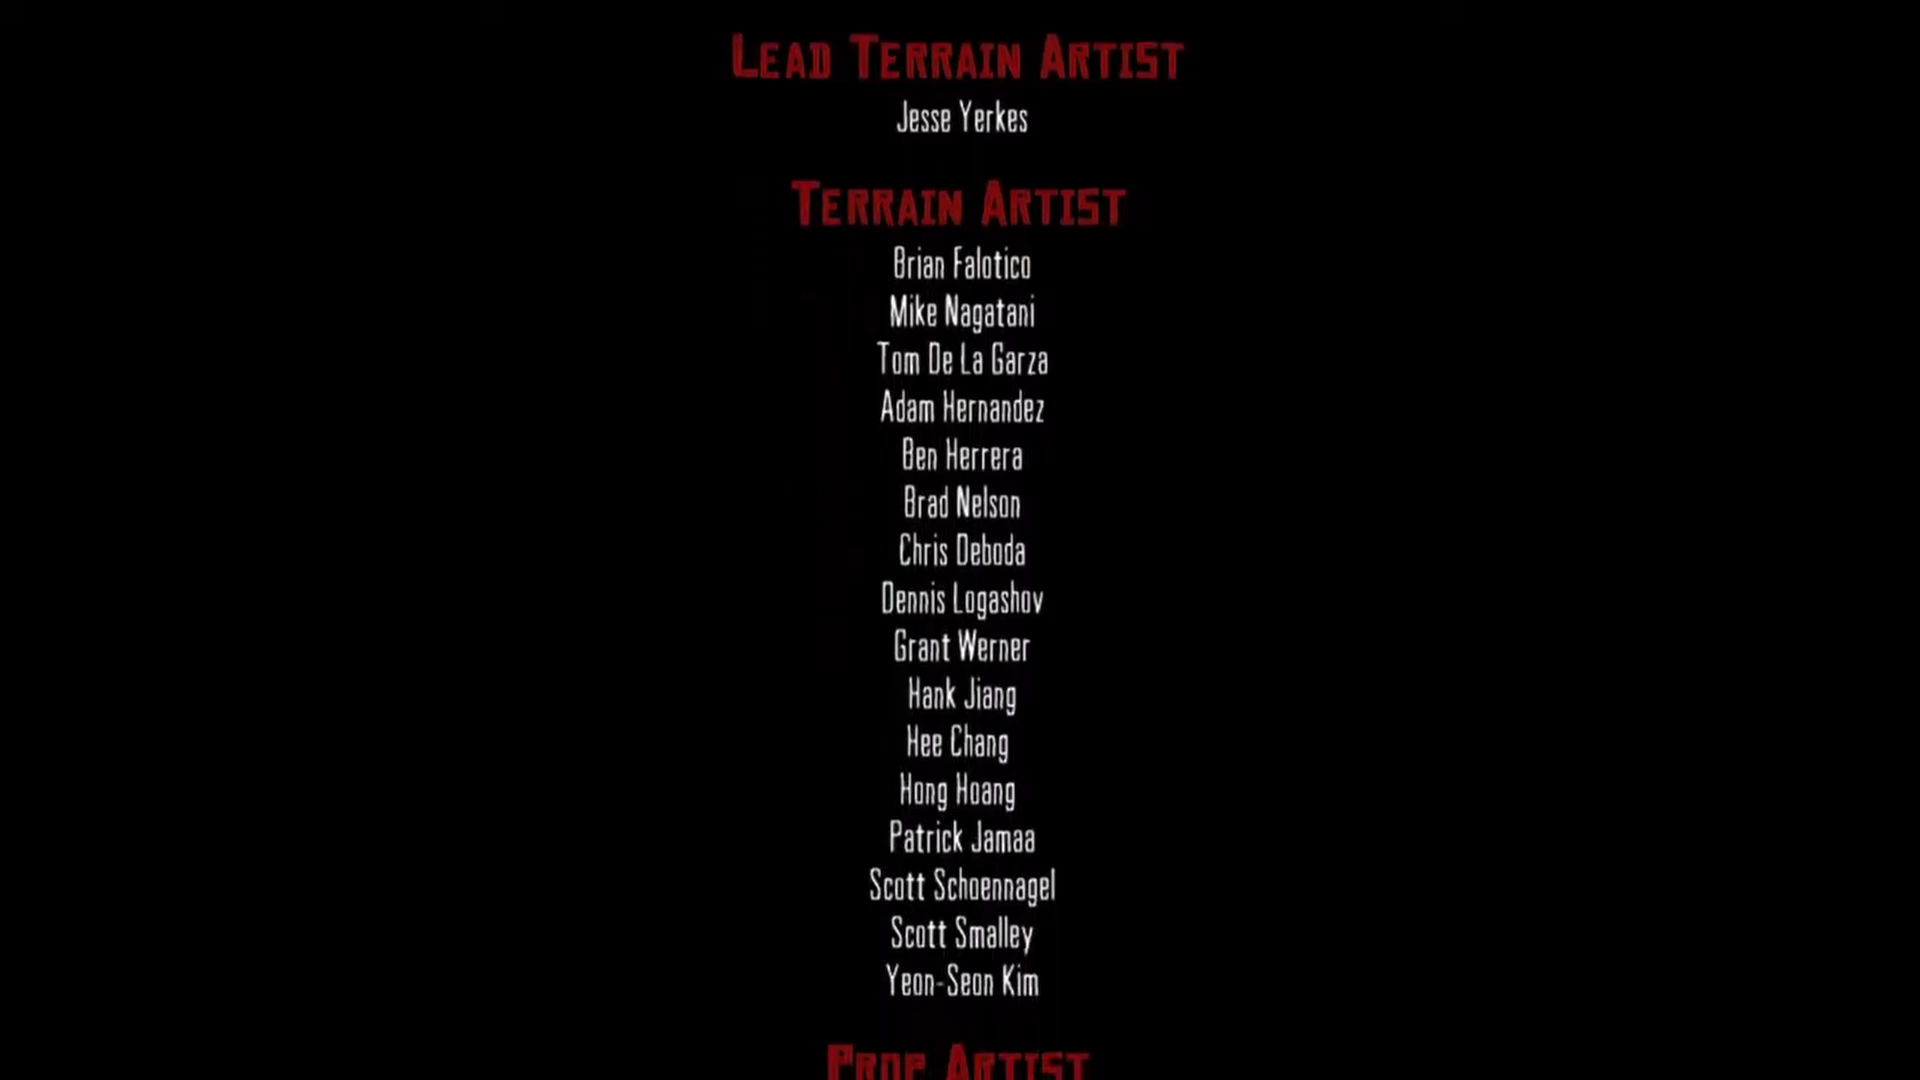 Lead Terrain Artist
Jesse Yerkes
Terrain Artist
Brian Falotico
Mike Nagatani
Tom De La Garza
Adam Hernandez
Ben Herrera
Brad Nelson
Chris Deboda
Dennis Logashov
Grant Werner
Hank Jiang
Hee Chang
Hong Hoang
Patrick Jamaa
Scott Schoennagel
Scott Smalley
Yeon-Seon Kim
Prop Artist